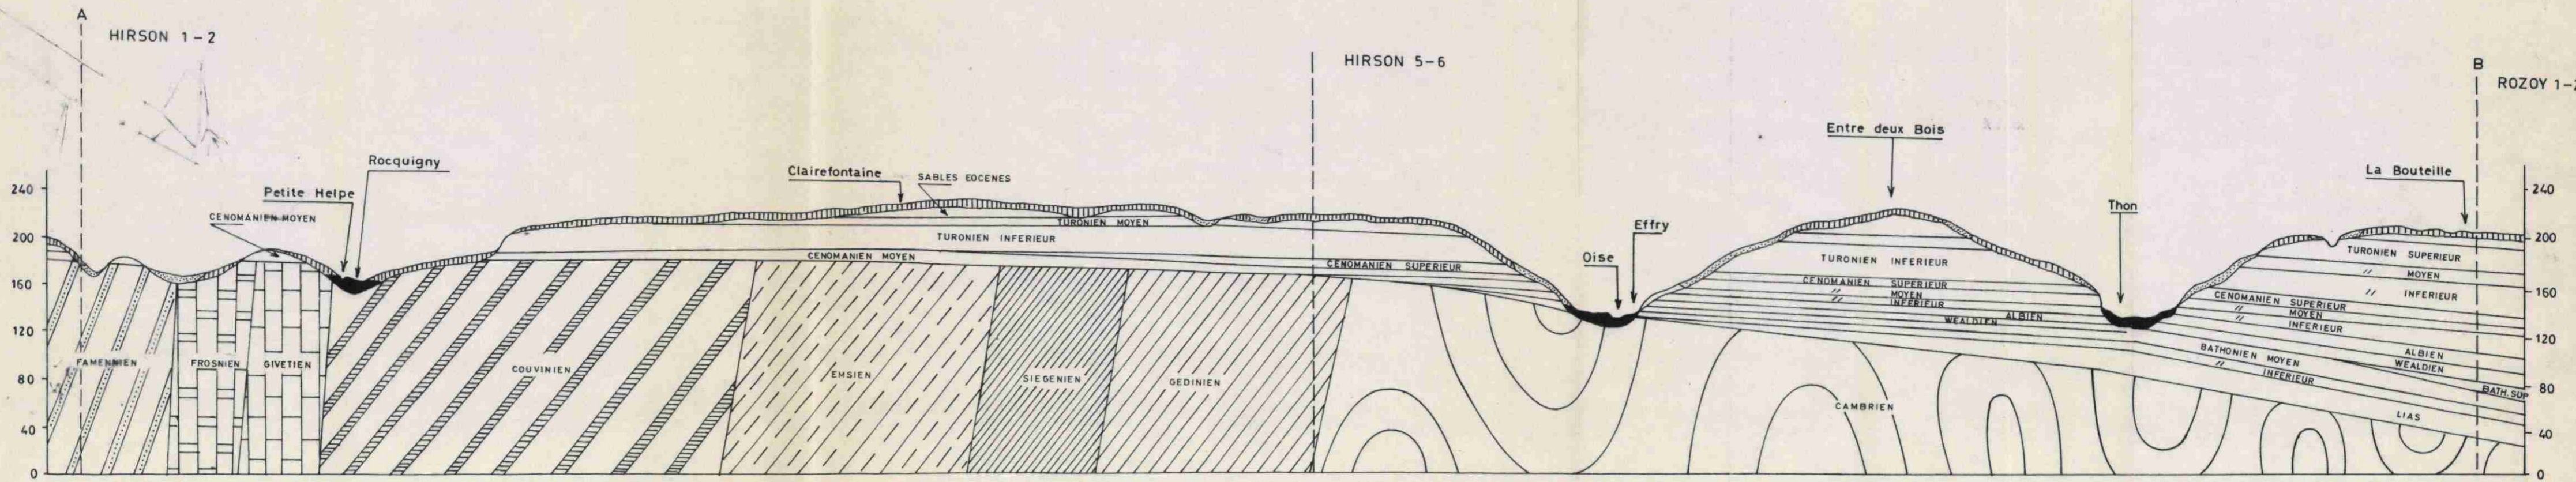 A
HIRSON 1-2
HIRSON 5-6
B
ROZOY 1-2
Rocquigny
Petite Helpe
CENOMANIEN MOYEN
Clairefontaine
SABLES EOCENES
Entre deux Bois
La Bouteille
Thon
Effry
Oise
240
200
160
120
80
40
0
240
200
160
120
80
40
0
TURONIEN MOYEN
TURONIEN INFERIEUR
CENOMANIEN MOYEN
CENOMANIEN SUPERIEUR
FAMENNIEN
FROSNIEN
GIVETIEN
COUVINIEN
EMSIEN
SIEGENIEN
GEDINIEN
CAMBRIEN
TURONIEN INFERIEUR
CENOMANIEN SUPERIEUR
" MOYEN
" INFERIEUR
ALBIEN
WEALDIEN
TURONIEN SUPERIEUR
" MOYEN
" INFERIEUR
CENOMANIEN SUPERIEUR
" MOYEN
" INFERIEUR
ALBIEN
WEALDIEN
BATH. SUP
BATHONIEN MOYEN
" INFERIEUR
LIAS